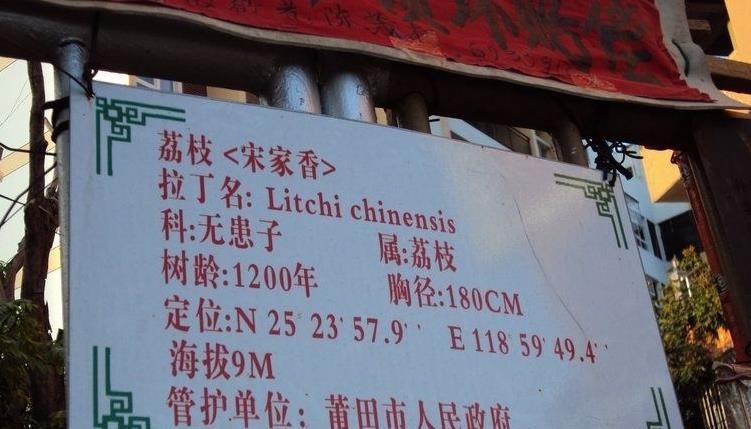 荔枝 <宋家香>
拉丁名: Litchi chinensis
科:无患子 属:荔枝
树龄:1200年 胸径:180CM
定位:N 25 23' 57.9'' E 118 59' 49.4''
海拔9M
管护单位: 莆田市人民政府